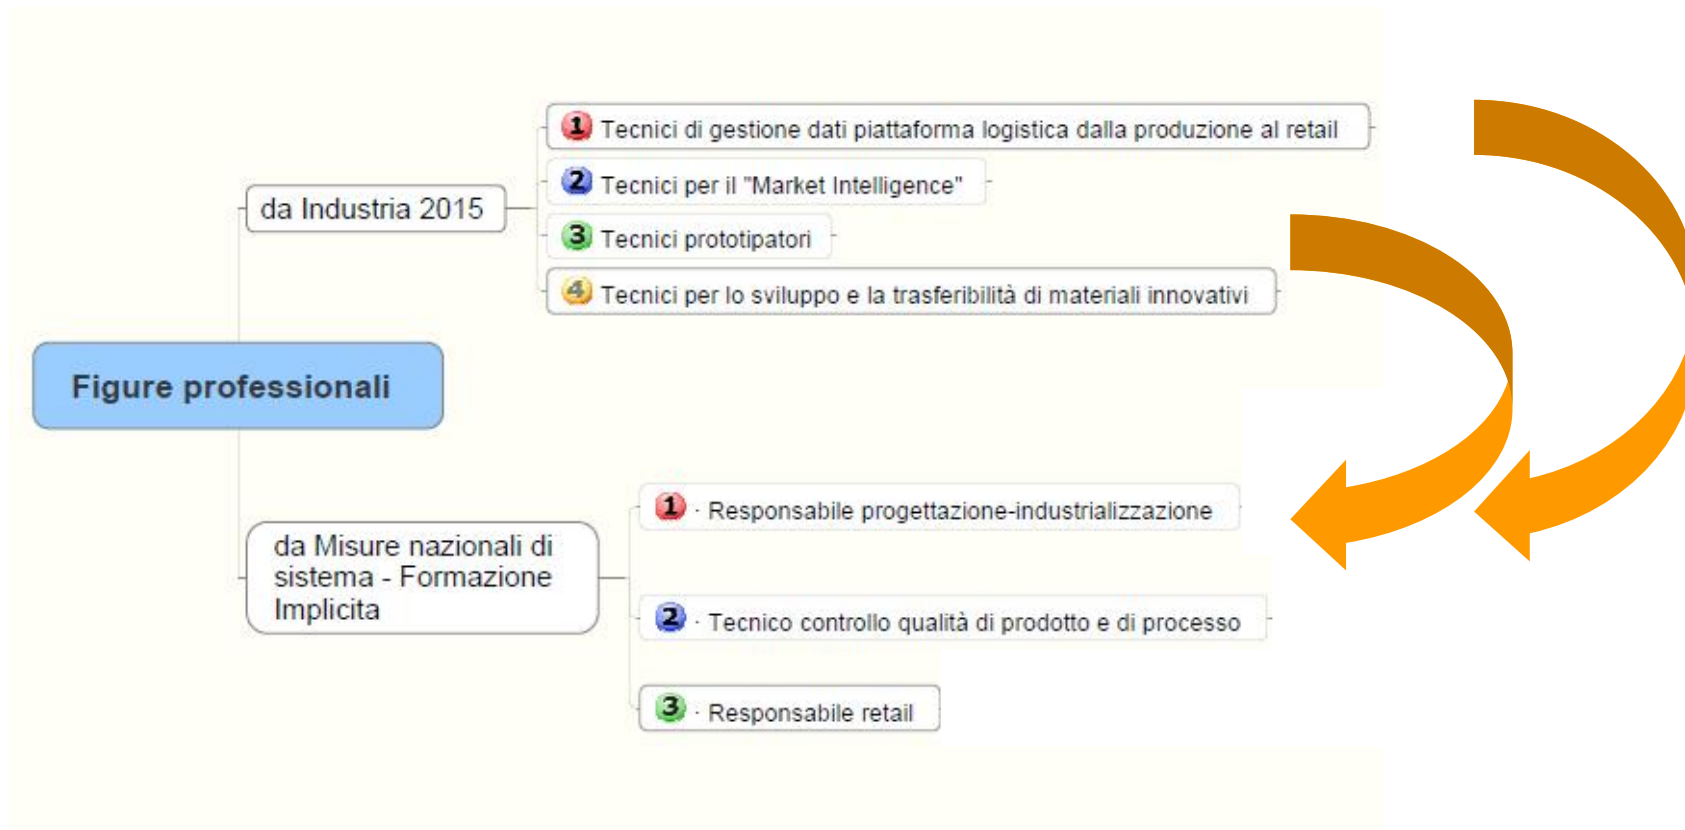 1 Tecnici di gestione dati piattaforma logistica dalla produzione al retail
2 Tecnici per il "Market Intelligence"
da Industria 2015
3 Tecnici prototipatori
4 Tecnici per lo sviluppo e la trasferibilità di materiali innovativi
Figure professionali
1 · Responsabile progettazione-industrializzazione
da Misure nazionali di
sistema - Formazione
Implicita
2 · Tecnico controllo qualità di prodotto e di processo
3 · Responsabile retail